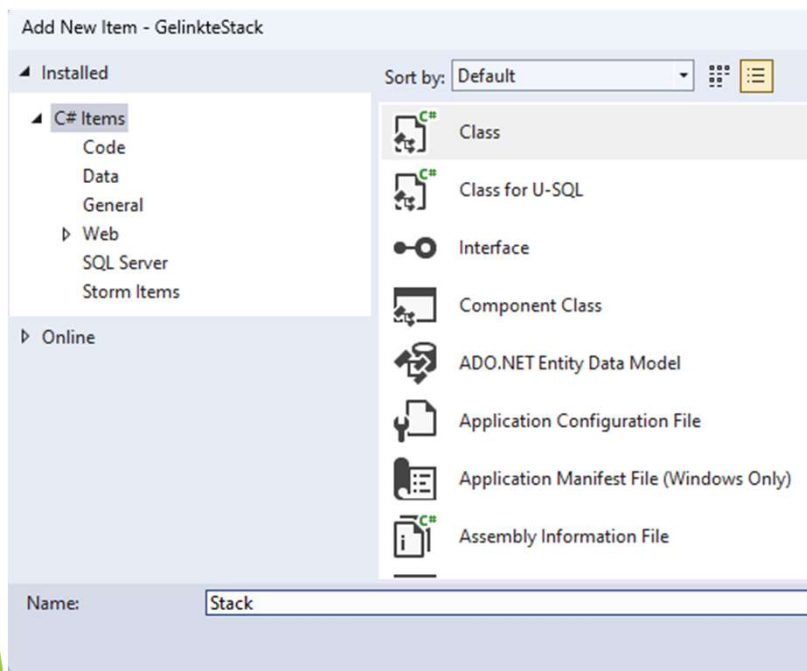 Add New Item - GelinkteStack
Installed
C# Items
Code
Data
General
Web
SQL Server
Storm Items
Online
Sort by: Default
C# Class
C# Class for U-SQL
Interface
Component Class
ADO.NET Entity Data Model
Application Configuration File
Application Manifest File (Windows Only)
C# Assembly Information File
Name: Stack